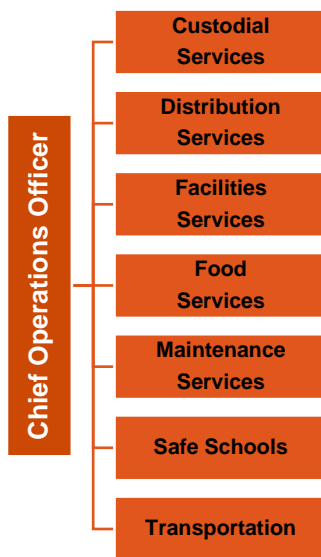 Chief Operations Officer
Custodial
Services
Distribution
Services
Facilities
Services
Food
Services
Maintenance
Services
Safe Schools
Transportation